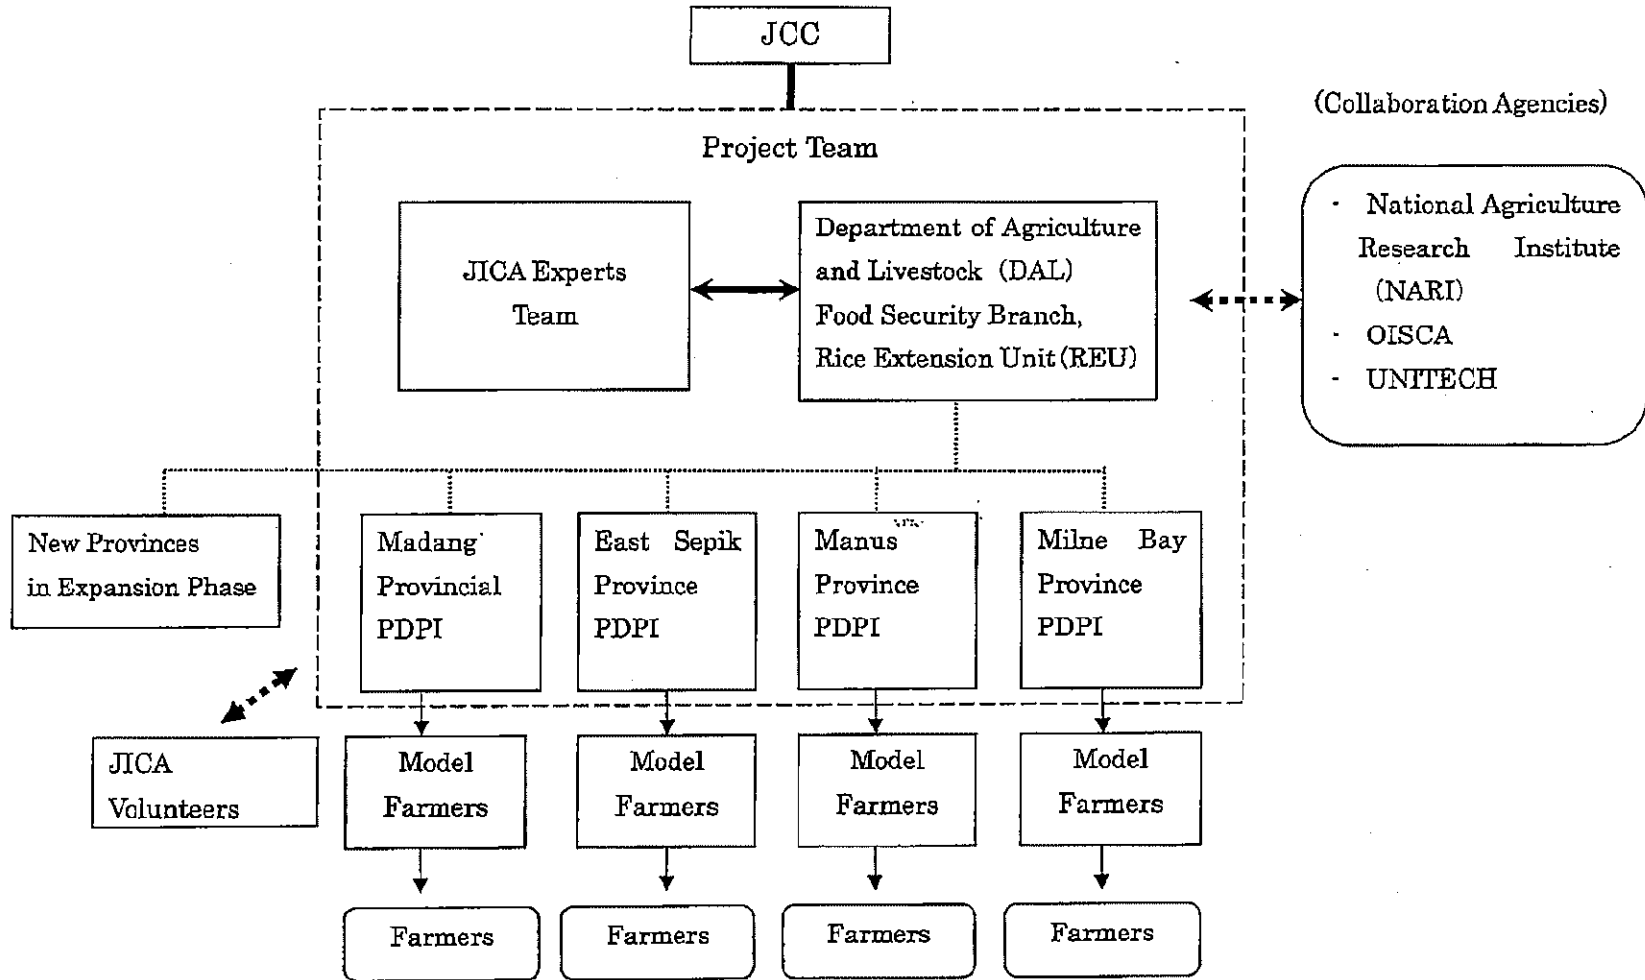 JCC
(Collaboration Agencies)
Project Team
JICA Experts
Team
Department of Agriculture
and Livestock (DAL)
Food Security Branch,
Rice Extension Unit(REU)
- National Agriculture
Research Institute
(NARI)
- OISCA
- UNITECH
New Provinces
in Expansion Phase
Madang
Provincial
PDPI
East Sepik
Province
PDPI
Manus
Province
PDPI
Milne Bay
Province
PDPI
JICA
Volunteers
Model
Farmers
Model
Farmers
Model
Farmers
Model
Farmers
Farmers
Farmers
Farmers
Farmers